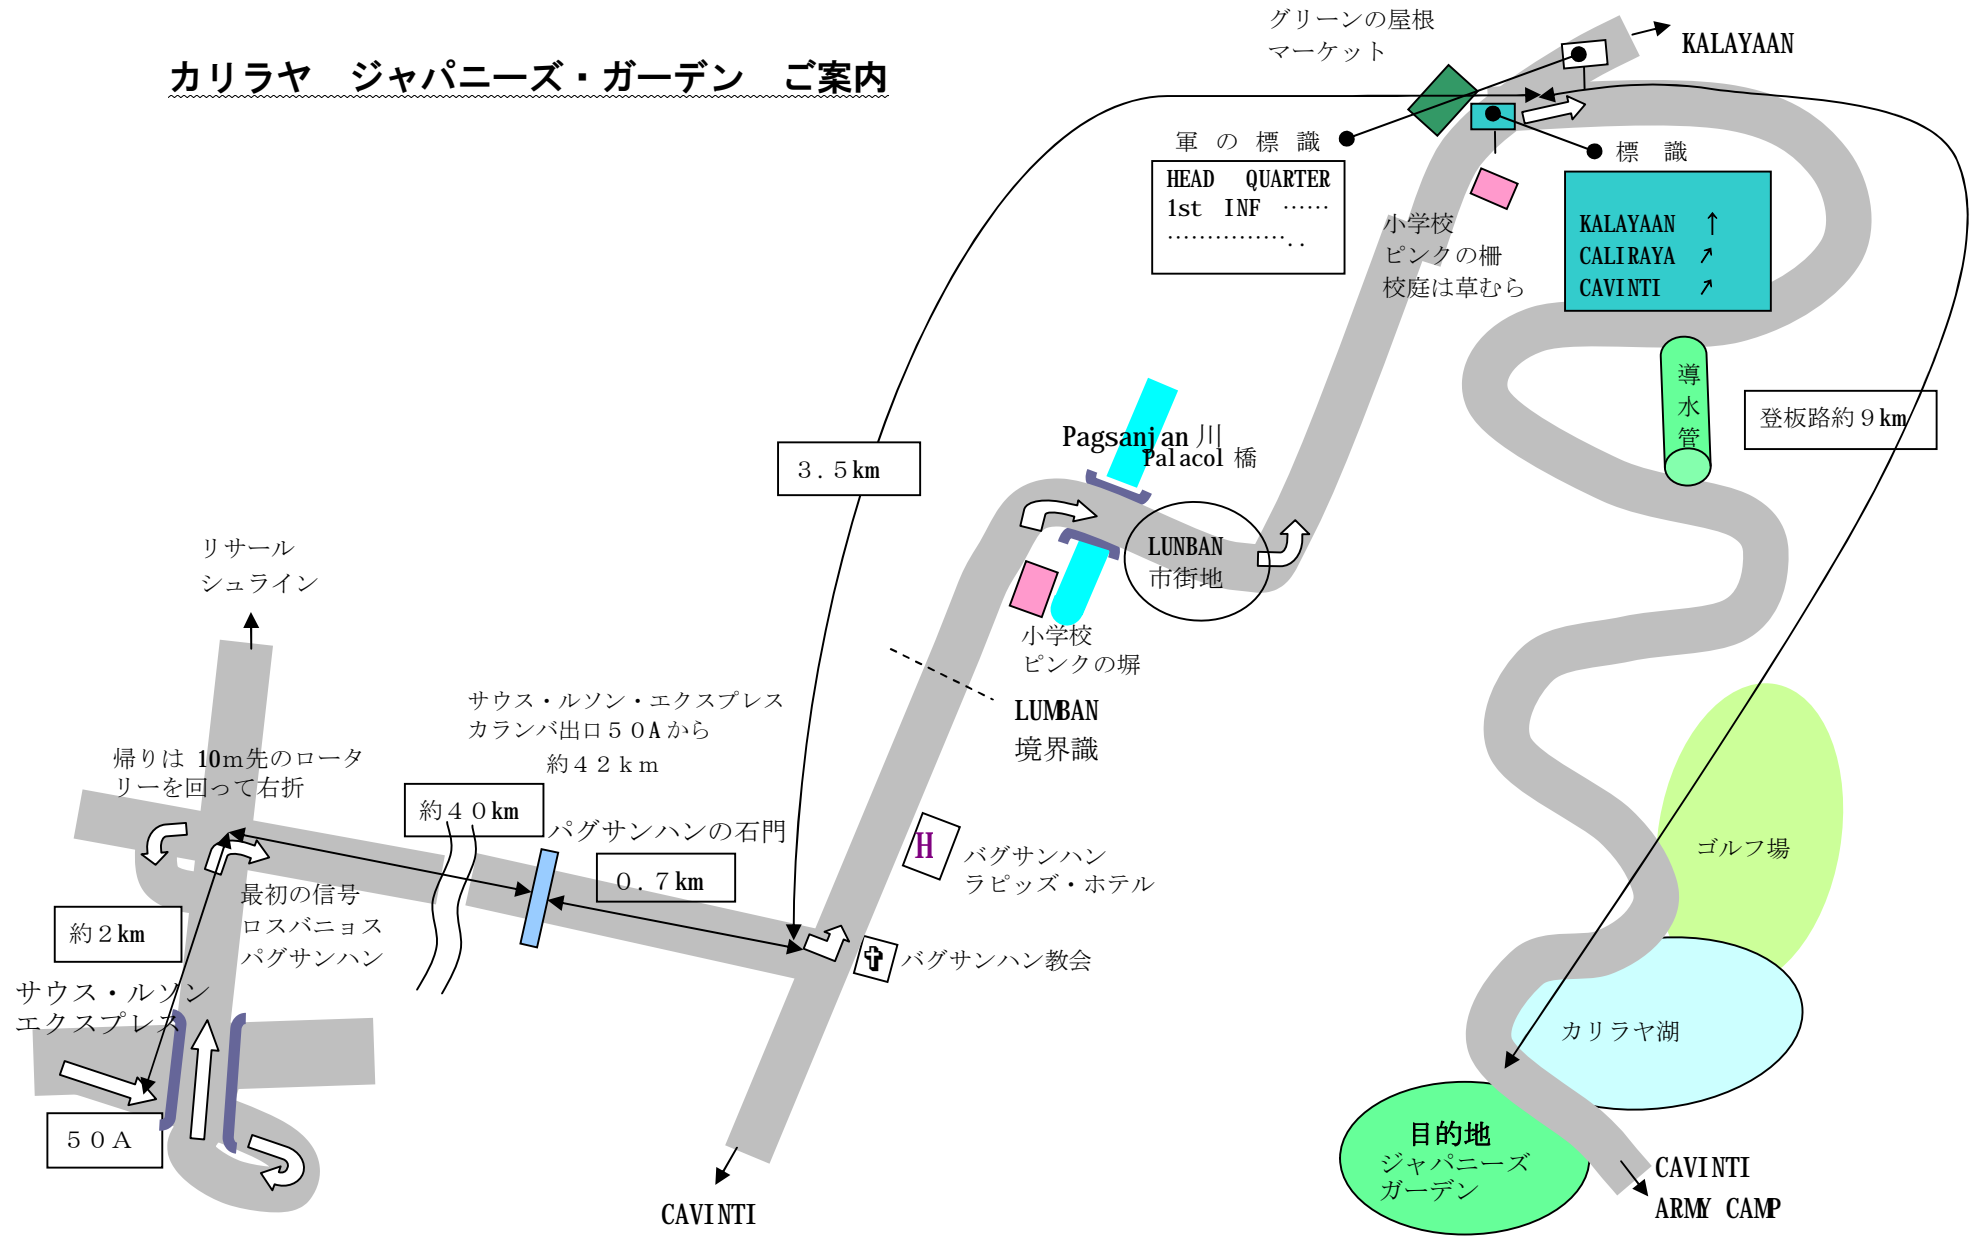 カリラヤ　ジャパニーズ・ガーデン　ご案内
グリーンの屋根
マーケット
KALAYAAN
軍の標識
HEAD QUARTER
1st INF ……
……………..
標　識
KALAYAAN ↑
CALIRAYA ↗
CAVINTI ↗
小学校
ピンクの柵
校庭は草むら
導
水
管
登板路約９km
Pagsanjan 川
Palacol 橋
３.５km
LUNBAN
市街地
小学校
ピンクの塀
LUMBAN
境界識
リサール
シュライン
サウス・ルソン・エクスプレス
カランバ出口５０Aから
約４２ｋｍ
帰りは 10ｍ先のロータ
リーを回って右折
約４０km
パグサンハンの石門
０.７km
H
バグサンハン
ラピッズ・ホテル
最初の信号
ロスバニョス
パグサンハン
約２km
バグサンハン教会
サウス・ルソン
エクスプレス
５０Ａ
CAVINTI
ゴルフ場
カリラヤ湖
目的地
ジャパニーズ
ガーデン
CAVINTI
ARMY CAMP